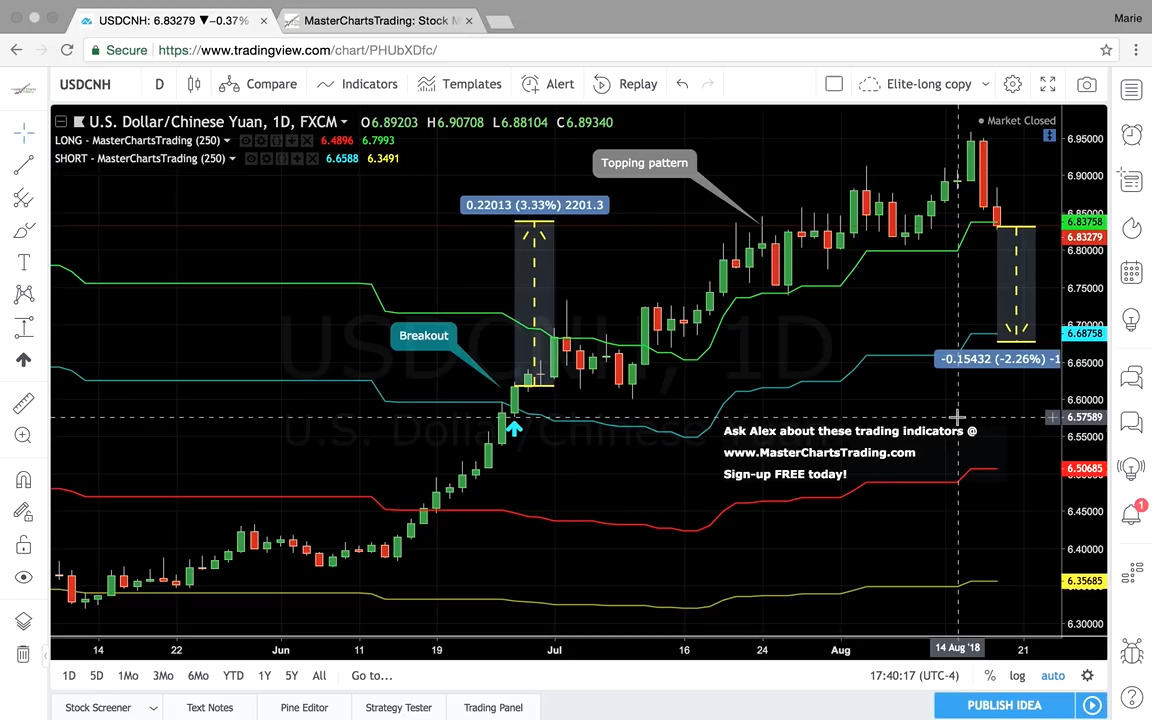 USDCNH: 6.83279 ▼-0.37%
MasterChartsTrading: Stock M
Marie
Secure
https://www.tradingview.com/chart/PHUbXDfc/
USDCNH
D
Compare
Indicators
Templates
Alert
Replay
Elite-long copy
U.S. Dollar/Chinese Yuan, 1D, FXCM O6.89203 H6.90708 L6.88104 C6.89340
Market Closed
LONG - MasterChartsTrading (250) 6.4896 6.7993
SHORT - MasterChartsTrading (250) 6.6588 6.3491
Topping pattern
0.22013 (3.33%) 2201.3
Breakout
-0.15432 (-2.26%) -1
USDCNH, 1D
Ask Alex about these trading indicators @
www.MasterChartsTrading.com
Sign-up FREE today!
6.95000
6.90000
6.85000
6.83758
6.83279
6.80000
6.75000
6.70000
6.68758
6.65000
6.60000
6.57589
6.55000
6.50685
6.45000
6.40000
6.35685
6.30000
1
14
22
Jun
11
19
Jul
16
24
Aug
14 Aug '18
21
1D
5D
1Mo
3Mo
6Mo
YTD
1Y
5Y
All
Go to...
17:40:17 (UTC-4)
%
log
auto
Stock Screener
Text Notes
Pine Editor
Strategy Tester
Trading Panel
PUBLISH IDEA